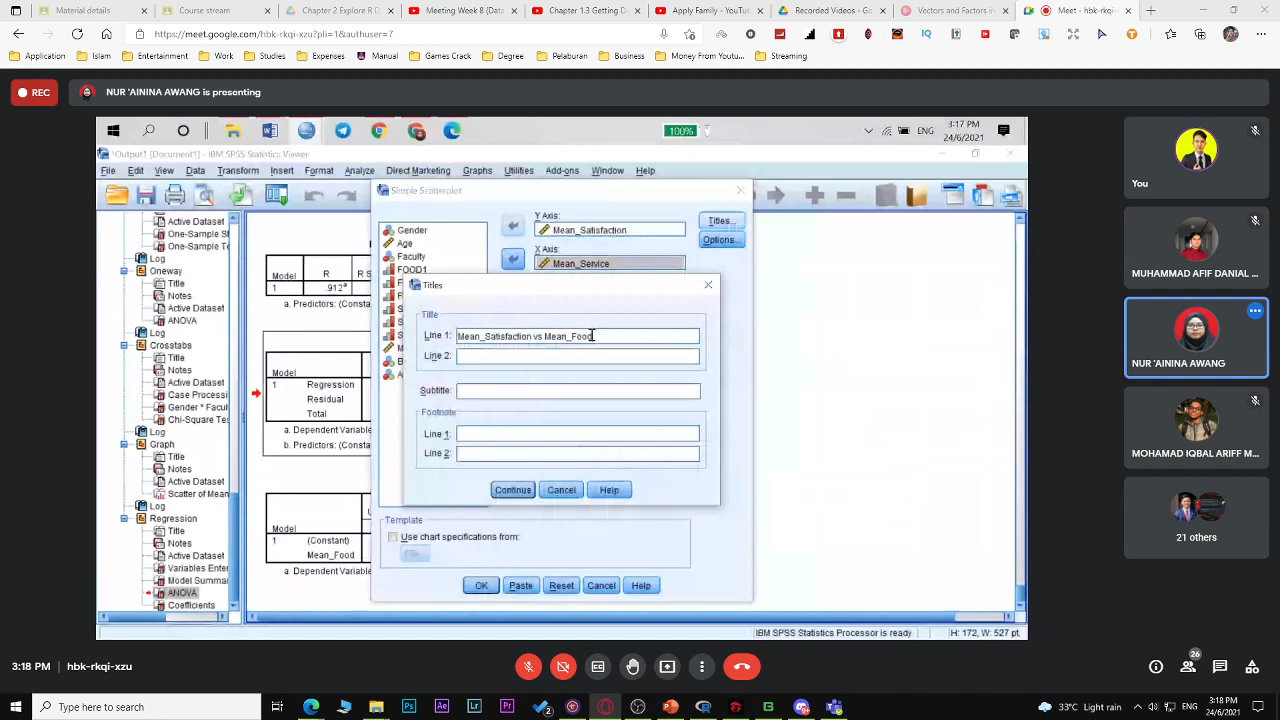 Material details
Course stream
Chapter 2 Explore R D
Meeting Week 8 (Dat
Chapter 1.3 Getting D
Apply Family - YouTu
Recorded Videos - Go
Vectors and Factors in
Meet - hbk-rkqi-
https://meet.google.com/hbk-rkqi-xzu?pli=1&authuser=7
Application
Islam
Entertainment
Work
Studies
Expenses
Manual
Games Crack
Degree
Pelaburan
Business
Money From Youtu...
Streaming
REC
NUR 'AININA AWANG is presenting
100%
ENG
3:17 PM
24/6/2021
*Output1 [Document1] - IBM SPSS Statistics Viewer
File Edit View Data Transform Insert Format Analyze Direct Marketing Graphs Utilities Add-ons Window Help
Active Dataset
One-Sample St
One-Sample T
Log
Oneway
Title
Notes
Active Dataset
ANOVA
Log
Crosstabs
Title
Notes
Active Dataset
Case Processi
Gender * Facul
Chi-Square Tes
Log
Graph
Title
Notes
Active Dataset
Scatter of Mean
Log
Regression
Title
Notes
Active Dataset
Variables Enter
Model Summa
ANOVA
Coefficients
Model R R S
1 .912a
a. Predictors: (Consta
Model
1 Regression
Residual
Total
a. Dependent Variab
b. Predictors: (Consta
Model
1 (Constant)
Mean_Food
a. Dependent Variable
Simple Scatterplot
Gender
Age
Faculty
FOOD1
Y Axis:
Mean_Satisfaction
X Axis:
Mean_Service
Titles...
Options...
Titles
Title
Line 1: Mean_Satisfaction vs Mean_Food
Line 2:
Subtitle:
Footnote
Line 1:
Line 2:
Continue
Cancel
Help
Template
Use chart specifications from:
OK
Paste
Reset
Cancel
Help
IBM SPSS Statistics Processor is ready
H: 172, W: 527 pt.
You
MUHAMMAD AFIF DANIAL ...
NUR 'AININA AWANG
MOHAMAD IQBAL ARIFF M...
21 others
3:18 PM
hbk-rkqi-xzu
26
Type here to search
33°C Light rain
ENG
3:18 PM
24/6/2021